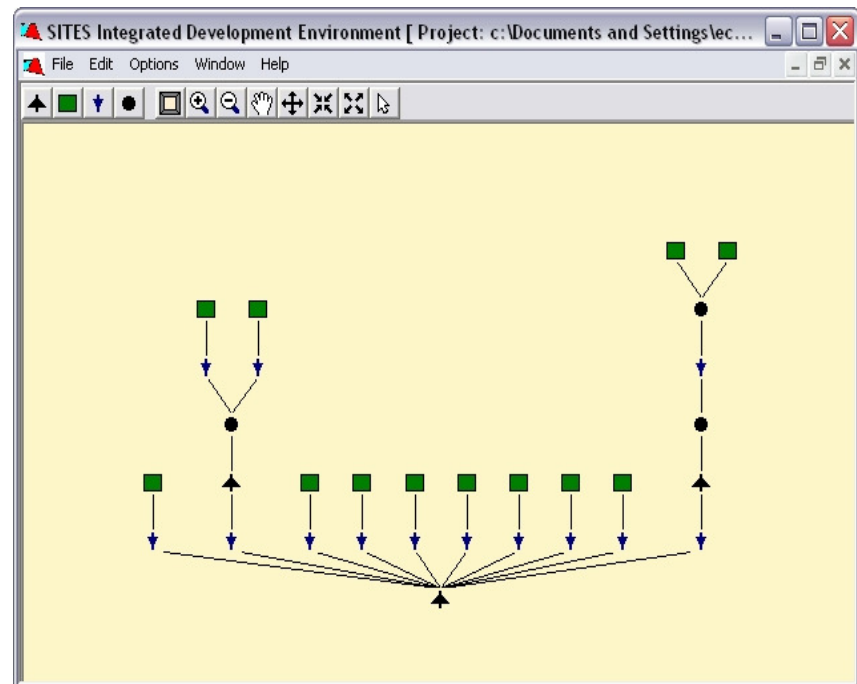 SITES Integrated Development Environment [ Project: c:\Documents and Settings\ec...
File Edit Options Window Help